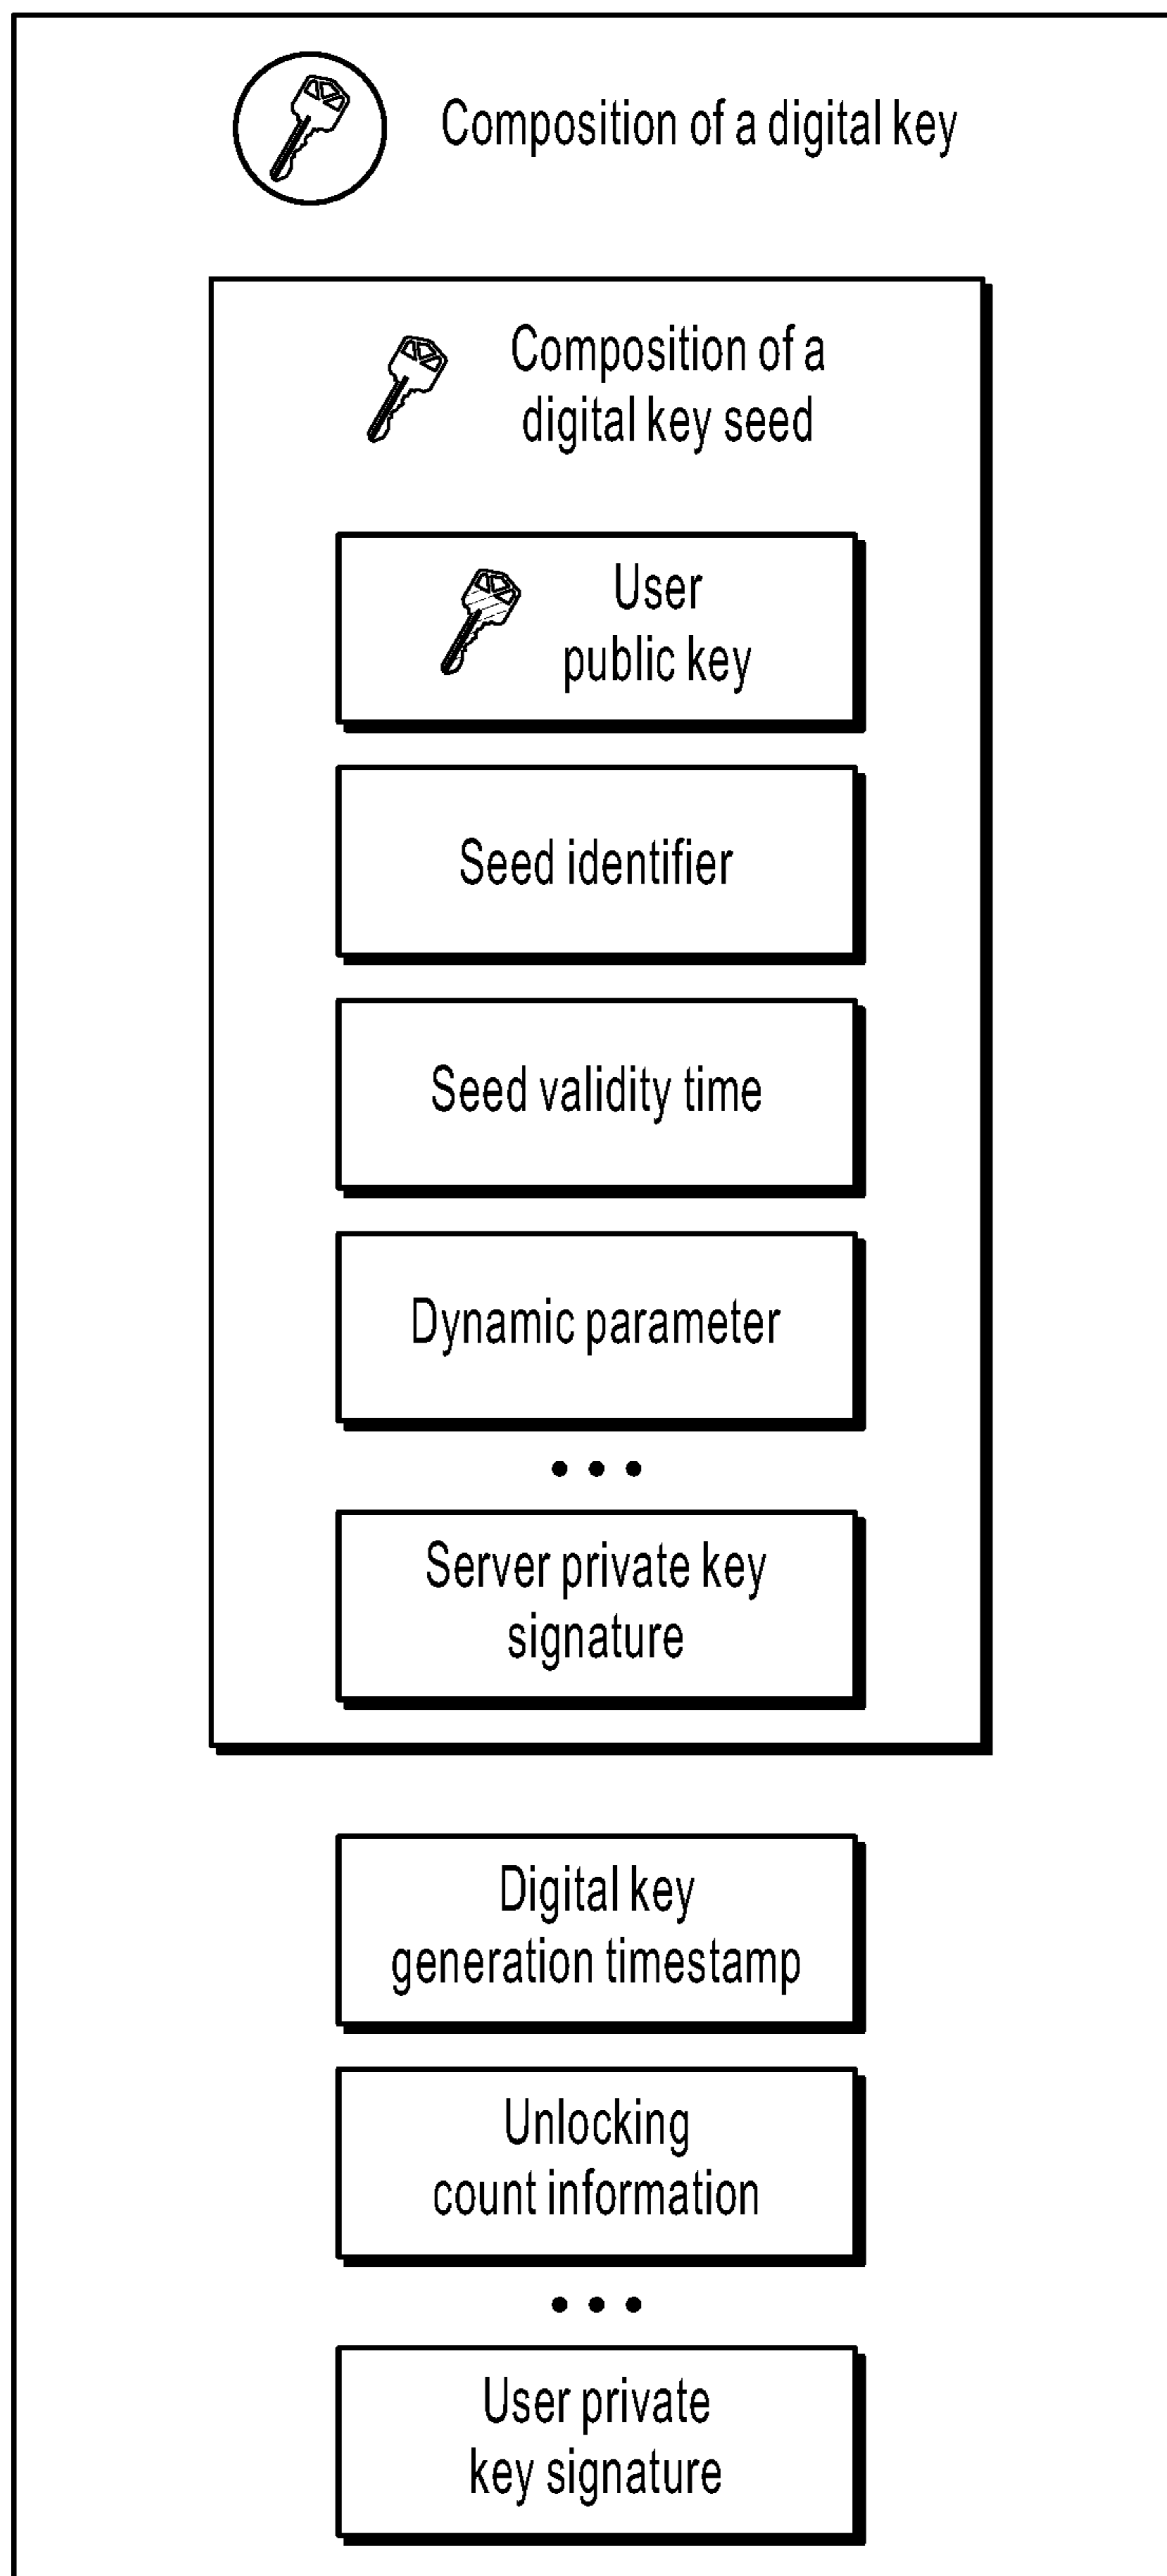 Composition of a digital key
Composition of a
digital key seed
User
public key
Seed identifier
Seed validity time
Dynamic parameter
• • •
Server private key
signature
Digital key
generation timestamp
Unlocking
count information
• • •
User private
key signature